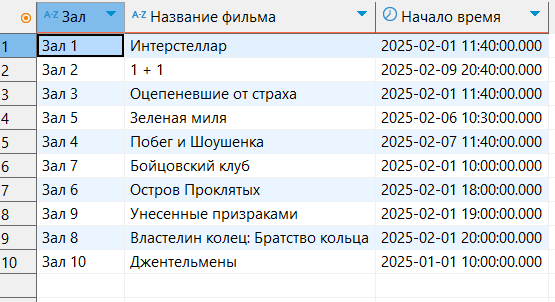 A-Z Зал A-Z Название фильма Начало время
1 Зал 1 Интерстеллар 2025-02-01 11:40:00.000
2 Зал 2 1 + 1 2025-02-09 20:40:00.000
3 Зал 3 Оцепеневшие от страха 2025-02-01 11:40:00.000
4 Зал 5 Зеленая миля 2025-02-06 10:30:00.000
5 Зал 4 Побег и Шоушенка 2025-02-07 11:40:00.000
6 Зал 7 Бойцовский клуб 2025-02-01 10:00:00.000
7 Зал 6 Остров Проклятых 2025-02-01 18:00:00.000
8 Зал 9 Унесенные призраками 2025-02-01 19:00:00.000
9 Зал 8 Властелин колец: Братство кольца 2025-02-01 20:00:00.000
10 Зал 10 Джентельмены 2025-01-01 10:00:00.000